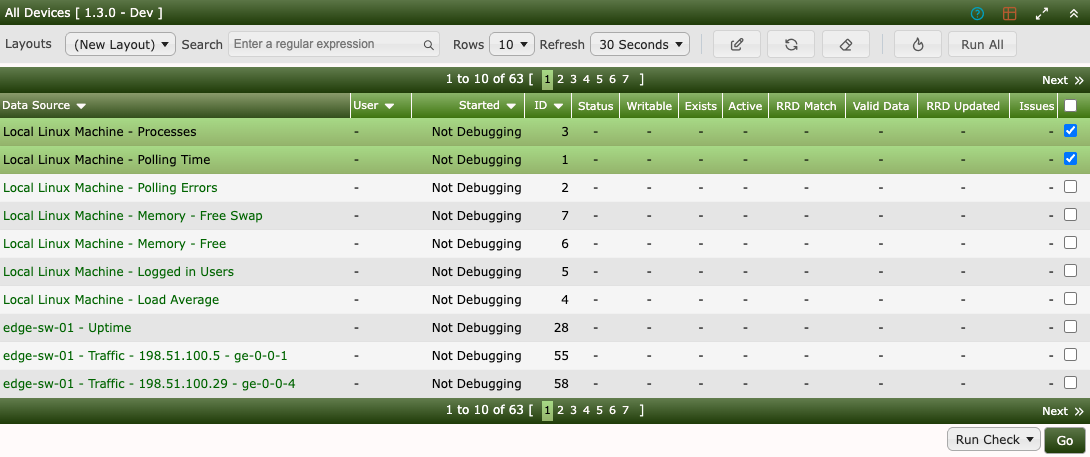 All Devices [ 1.3.0 - Dev ]
Layouts (New Layout) Search Enter a regular expression Rows 10 Refresh 30 Seconds Run All
1 to 10 of 63 [ 1 2 3 4 5 6 7 ] Next
Data Source User Started ID Status Writable Exists Active RRD Match Valid Data RRD Updated Issues
Local Linux Machine - Processes - Not Debugging 3 - - - - - - - -
Local Linux Machine - Polling Time - Not Debugging 1 - - - - - - - -
Local Linux Machine - Polling Errors - Not Debugging 2 - - - - - - - -
Local Linux Machine - Memory - Free Swap - Not Debugging 7 - - - - - - - -
Local Linux Machine - Memory - Free - Not Debugging 6 - - - - - - - -
Local Linux Machine - Logged in Users - Not Debugging 5 - - - - - - - -
Local Linux Machine - Load Average - Not Debugging 4 - - - - - - - -
edge-sw-01 - Uptime - Not Debugging 28 - - - - - - - -
edge-sw-01 - Traffic - 198.51.100.5 - ge-0-0-1 - Not Debugging 55 - - - - - - - -
edge-sw-01 - Traffic - 198.51.100.29 - ge-0-0-4 - Not Debugging 58 - - - - - - - -
1 to 10 of 63 [ 1 2 3 4 5 6 7 ] Next
Run Check Go